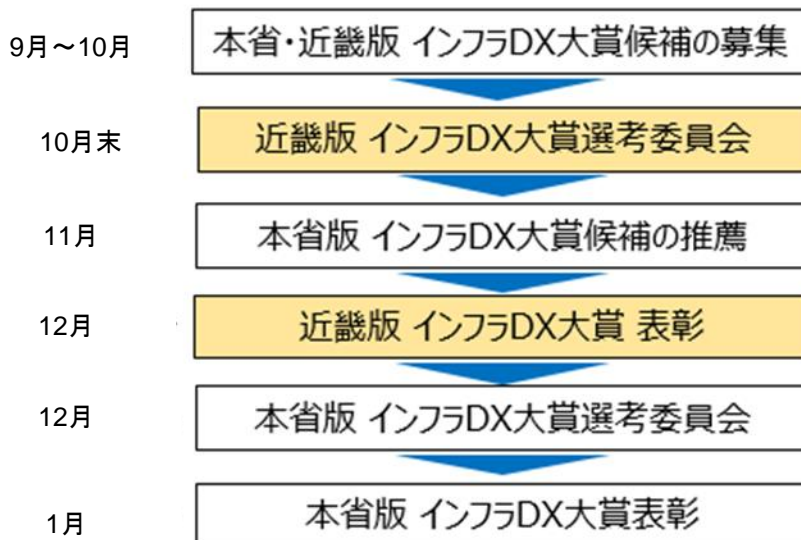 9月～10月 本省・近畿版 インフラDX大賞候補の募集
10月末 近畿版 インフラDX大賞選考委員会
11月 本省版 インフラDX大賞候補の推薦
12月 近畿版 インフラDX大賞 表彰
12月 本省版 インフラDX大賞選考委員会
1月 本省版 インフラDX大賞表彰